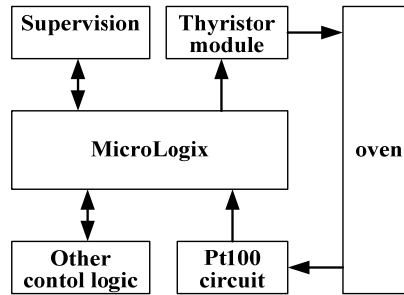 Supervision
Thyristor
module
MicroLogix
oven
Other
contol logic
Pt100
circuit